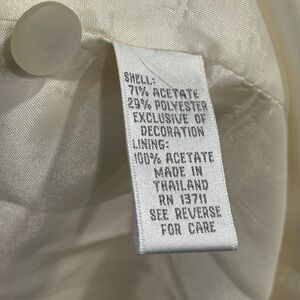 SHELL:
71% ACETATE
29% POLYESTER
EXCLUSIVE OF
DECORATION
LINING:
100% ACETATE
MADE IN
THAILAND
RN 13711
SEE REVERSE
FOR CARE